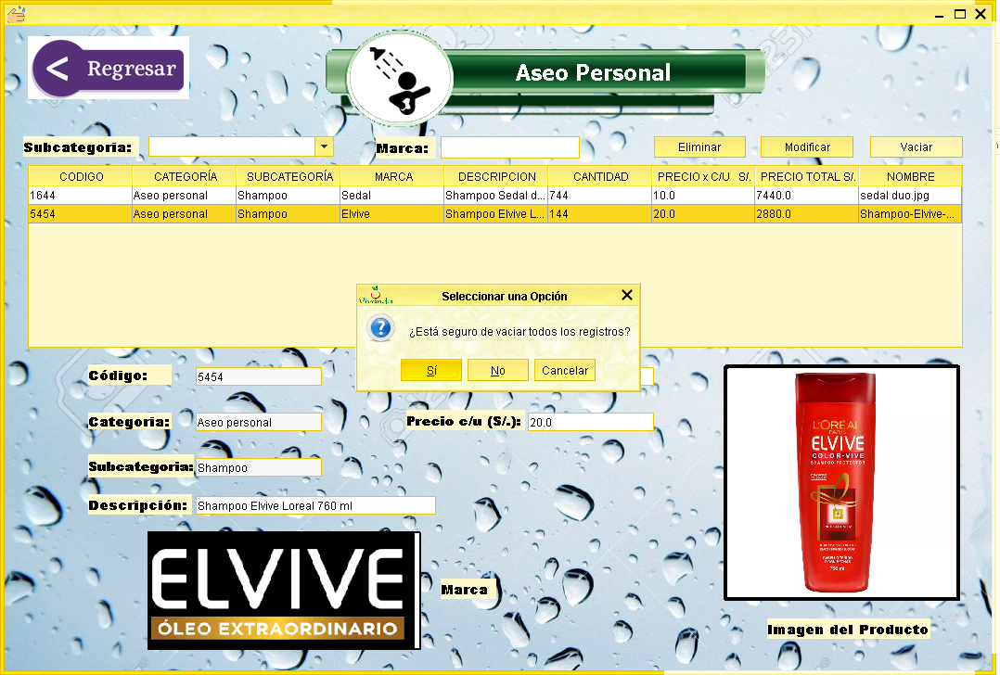 Regresar
Aseo Personal
Subcategoria:
Marca:
Eliminar
Modificar
Vaciar
CODIGO CATEGORÍA SUBCATEGORÍA MARCA DESCRIPCION CANTIDAD PRECIO x C/U S/. PRECIO TOTAL S/. NOMBRE
1644 Aseo personal Shampoo Sedal Shampoo Sedal d... 744 10.0 7440.0 sedal duo.jpg
5454 Aseo personal Shampoo Elvive Shampoo Elvive L... 144 20.0 2880.0 Shampoo-Elvive-...
Vivanda
Seleccionar una Opción
¿Está seguro de vaciar todos los registros?
Sí
No
Cancelar
Código: 5454
Categoria: Aseo personal
Precio c/u (S/.): 20.0
Subcategoria: Shampoo
Descripción: Shampoo Elvive Loreal 760 ml
ELVIVE
ÓLEO EXTRAORDINARIO
Marca
L'ORÉAL
PARIS
ELVIVE
COLOR-VIVE
SHAMPOO PROTECTOR
Imagen del Producto